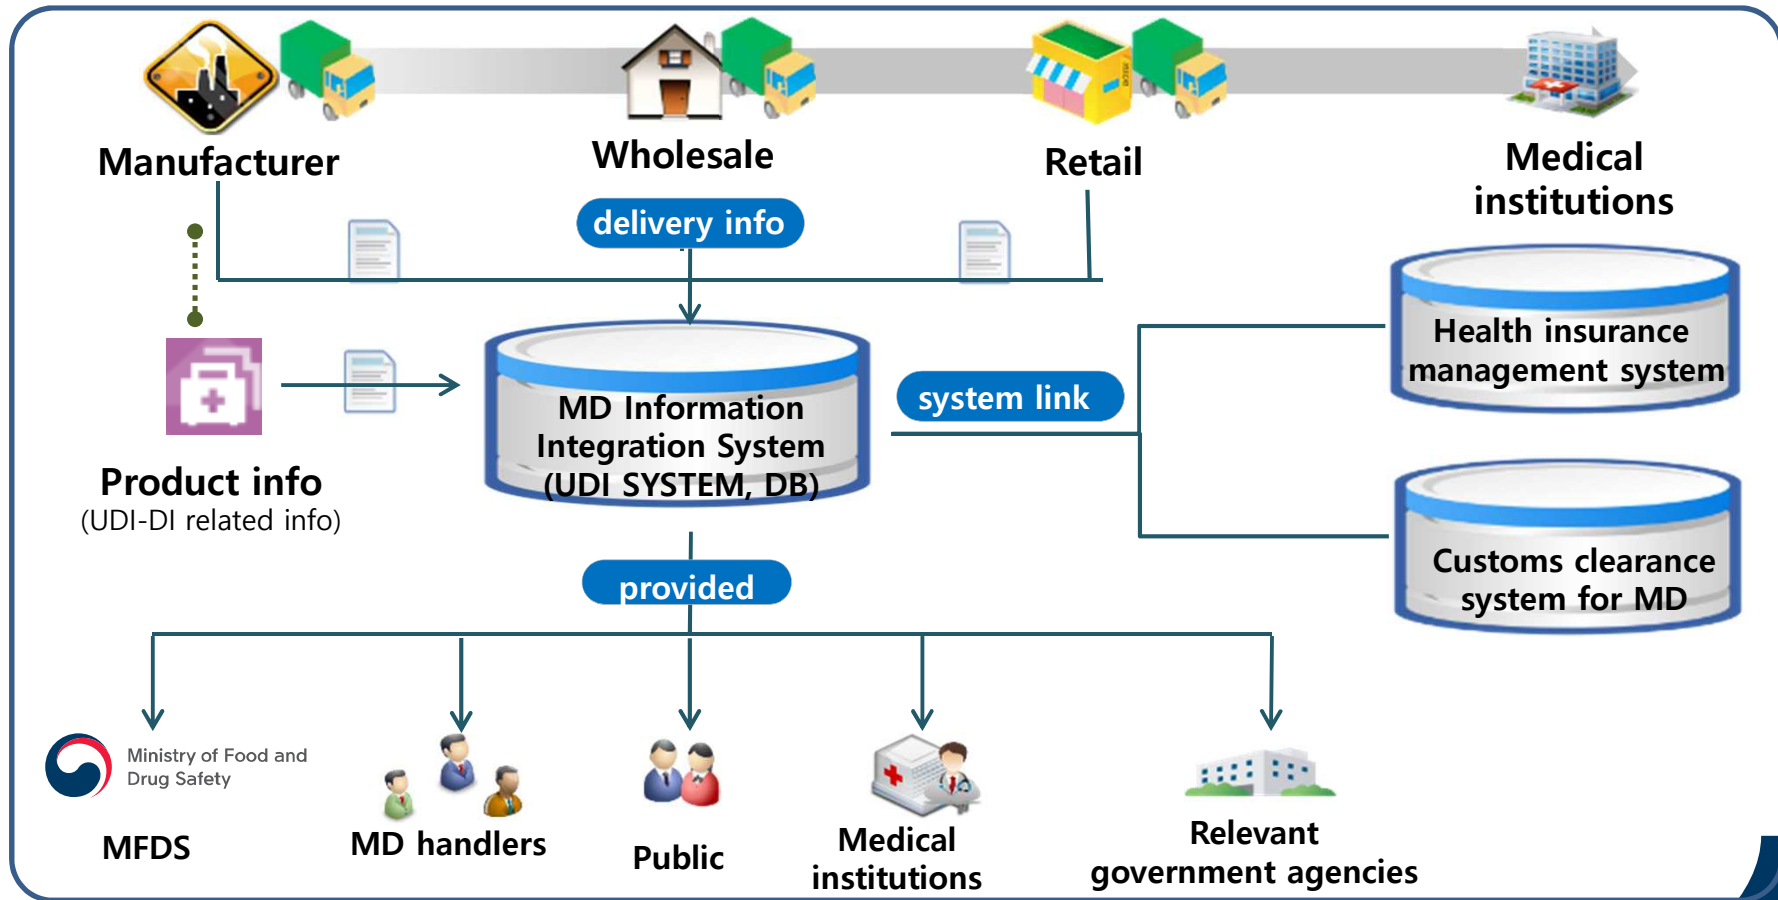 Manufacturer
Wholesale
Retail
Medical
institutions
delivery info
Health insurance
management system
MD Information
Integration System
(UDI SYSTEM, DB)
system link
Product info
(UDI-DI related info)
Customs clearance
system for MD
provided
Ministry of Food and
Drug Safety
MFDS
MD handlers
Public
Medical
institutions
Relevant
government agencies